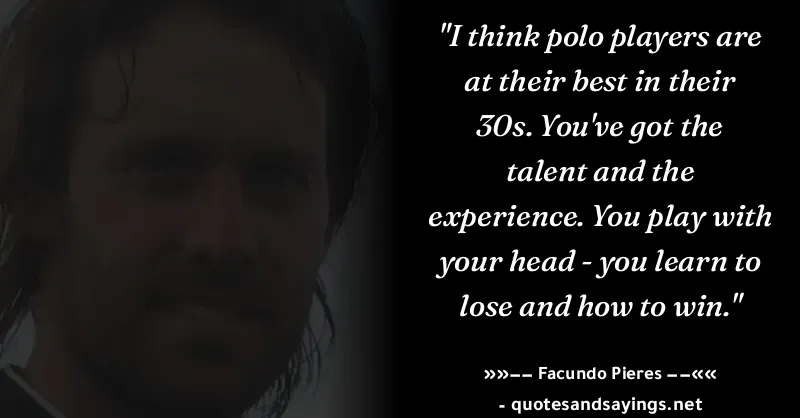 "I think polo players are
at their best in their
30s. You've got the
talent and the
experience. You play with
your head - you learn to
lose and how to win."
»»—— Facundo Pieres ——««
- quotesandsayings.net